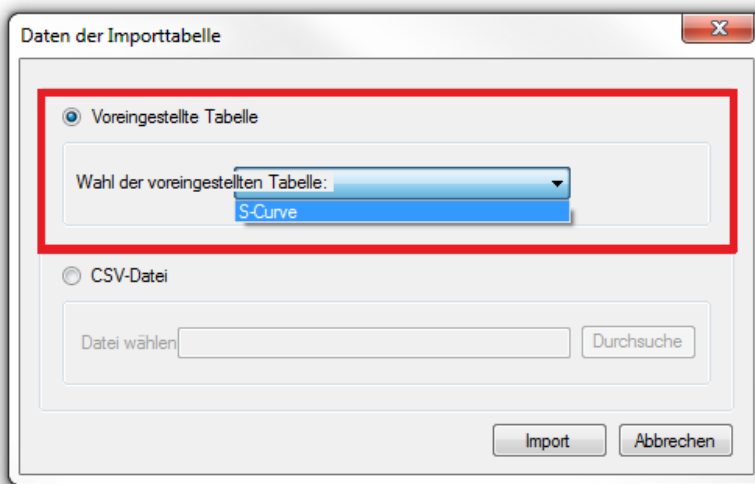 Daten der Importtabelle
Voreingestellte Tabelle
Wahl der voreingestellten Tabelle:
S-Curve
CSV-Datei
Datei wählen
Durchsuche
Import
Abbrechen